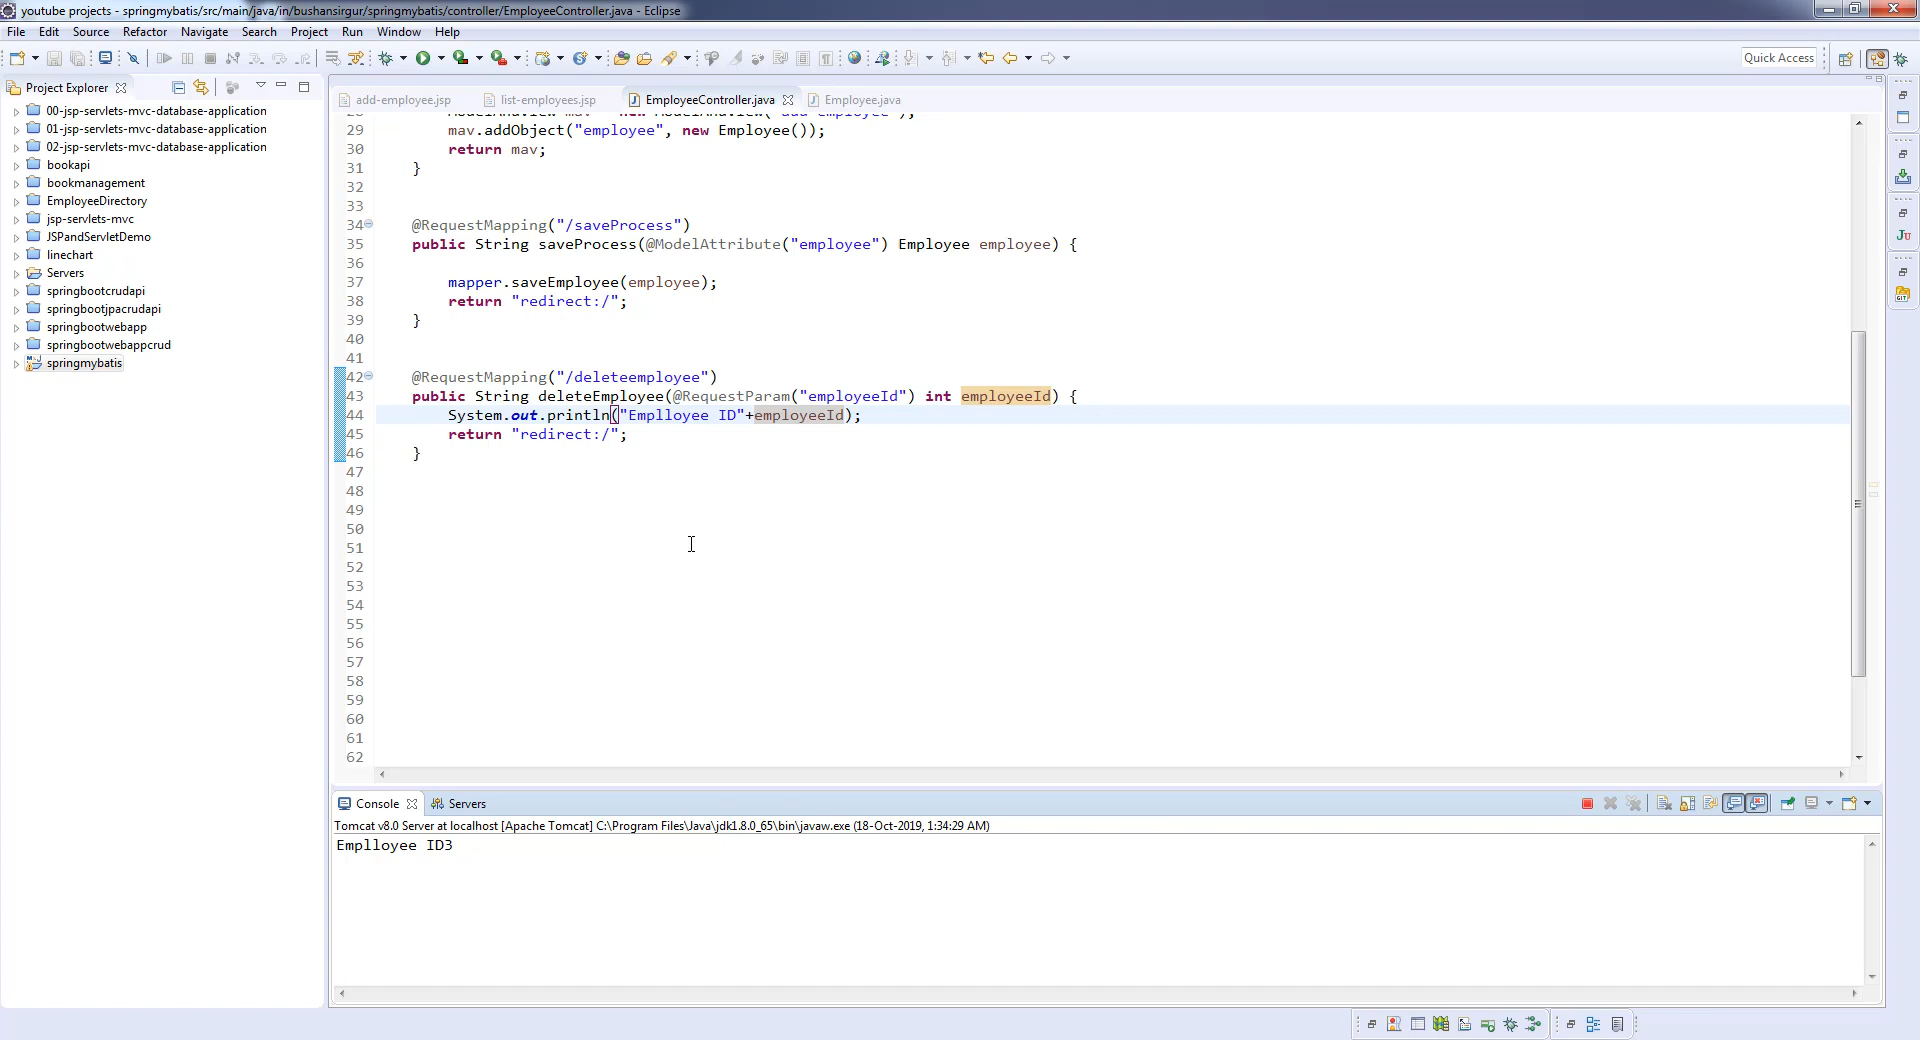 youtube projects - springmybatis/src/main/java/in/bushansirgur/springmybatis/controller/EmployeeController.java - Eclipse
File Edit Source Refactor Navigate Search Project Run Window Help
Quick Access
Project Explorer
00-jsp-servlets-mvc-database-application
01-jsp-servlets-mvc-database-application
02-jsp-servlets-mvc-database-application
bookapi
bookmanagement
EmployeeDirectory
jsp-servlets-mvc
JSPandServletDemo
linechart
Servers
springbootcrudapi
springbootjpacrudapi
springbootwebapp
springbootwebappcrud
springmybatis
add-employee.jsp list-employees.jsp EmployeeController.java Employee.java
28 ModelAndView mav = new ModelAndView("add-employee");
29 mav.addObject("employee", new Employee());
30 return mav;
31 }
32
33
34 @RequestMapping("/saveProcess")
35 public String saveProcess(@ModelAttribute("employee") Employee employee) {
36
37 mapper.saveEmployee(employee);
38 return "redirect:/";
39 }
40
41
42 @RequestMapping("/deleteemployee")
43 public String deleteEmployee(@RequestParam("employeeId") int employeeId) {
44 System.out.println("Emplloyee ID"+employeeId);
45 return "redirect:/";
46 }
47
48
49
50
51
52
53
54
55
56
57
58
59
60
61
62
Console Servers
Tomcat v8.0 Server at localhost [Apache Tomcat] C:\Program Files\Java\jdk1.8.0_65\bin\javaw.exe (18-Oct-2019, 1:34:29 AM)
Emplloyee ID3